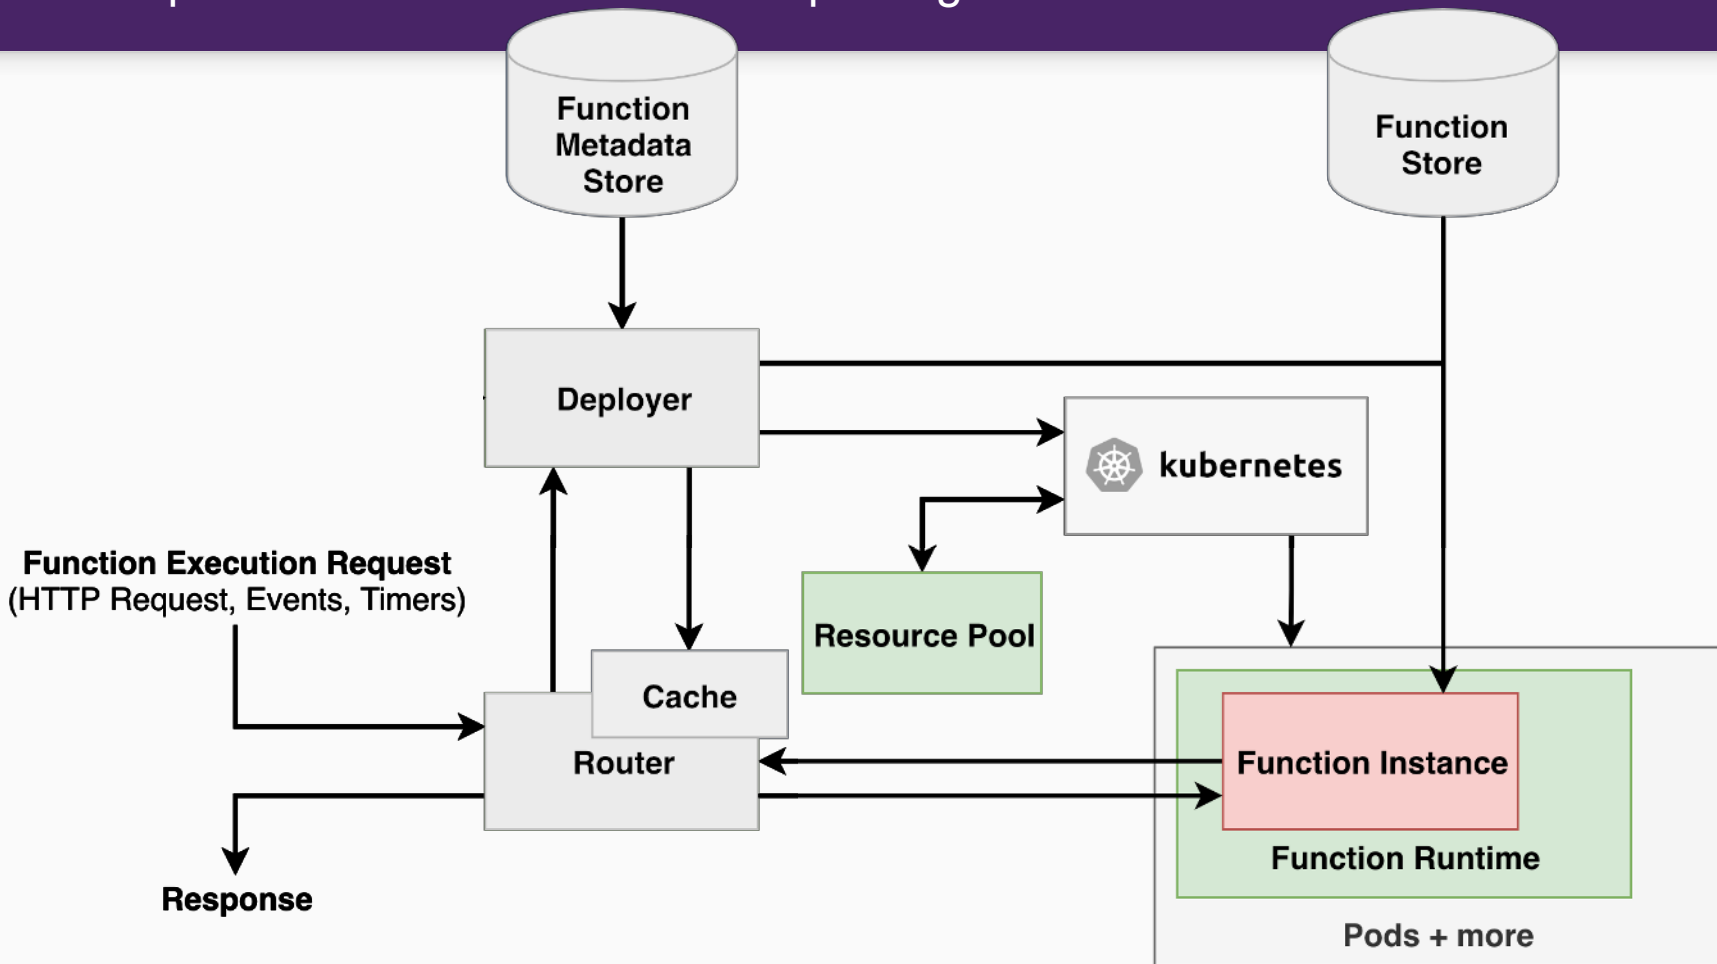 Function
Metadata
Store
Function
Store
Deployer
kubernetes
Function Execution Request
(HTTP Request, Events, Timers)
Resource Pool
Cache
Router
Function Instance
Function Runtime
Response
Pods + more